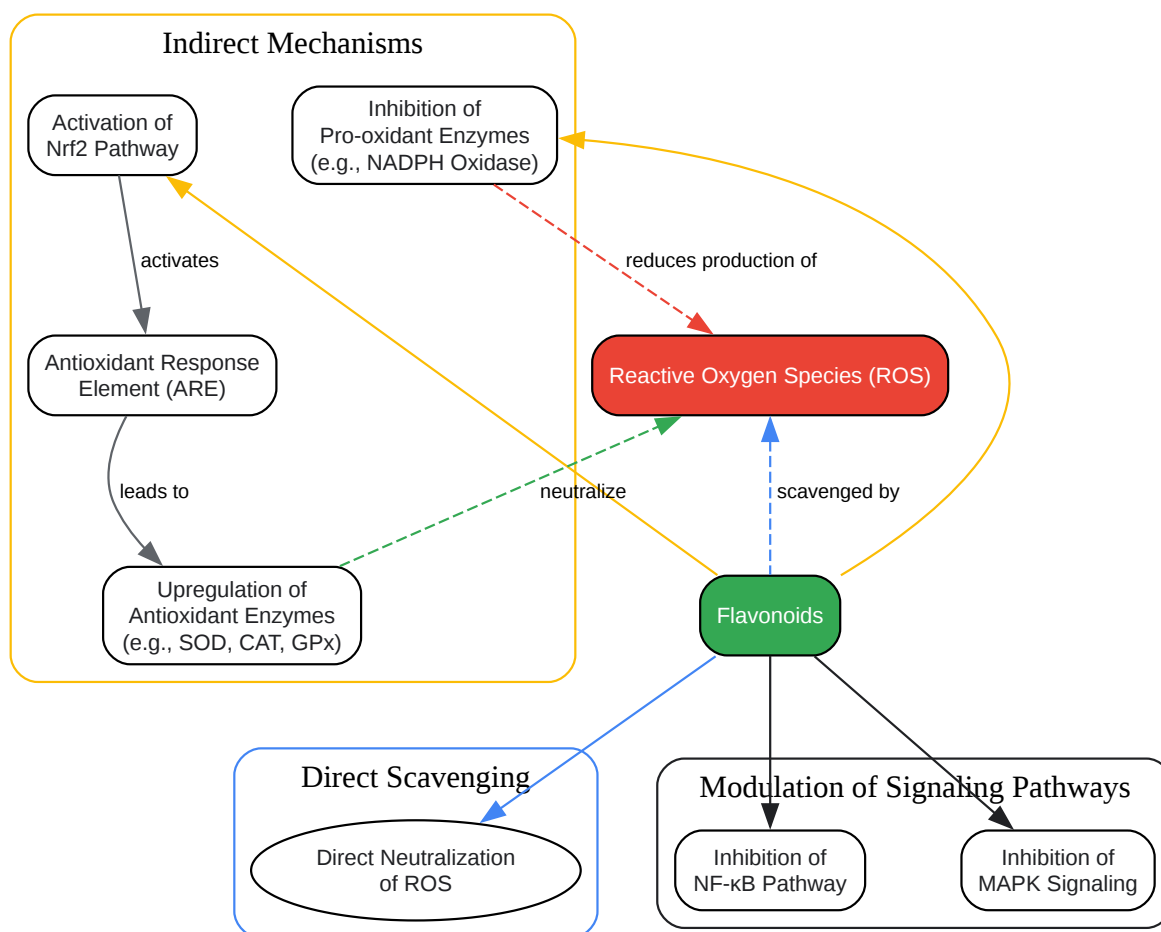 Indirect Mechanisms
Activation of
Nrf2 Pathway
Inhibition of
Pro-oxidant Enzymes
(e.g., NADPH Oxidase)
activates
reduces production of
Antioxidant Response
Element (ARE)
Reactive Oxygen Species (ROS)
leads to
neutralize
scavenged by
Upregulation of
Antioxidant Enzymes
(e.g., SOD, CAT, GPx)
Flavonoids
Direct Scavenging
Direct Neutralization
of ROS
Modulation of Signaling Pathways
Inhibition of
NF-κB Pathway
Inhibition of
MAPK Signaling